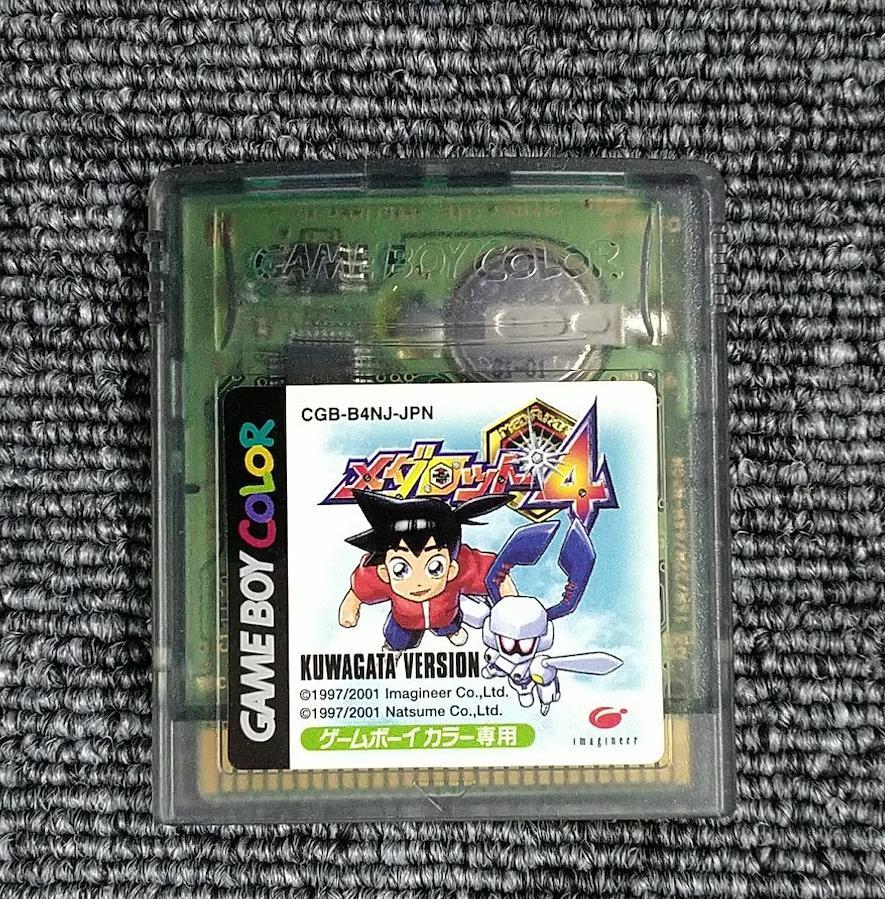 GAME BOY COLOR
CGB-B4NJ-JPN
MEDAROT
メダロット4
GAME BOY COLOR
KUWAGATA VERSION
©1997/2001 Imagineer Co.,Ltd.
©1997/2001 Natsume Co.,Ltd.
ゲームボーイカラー専用
imagineer